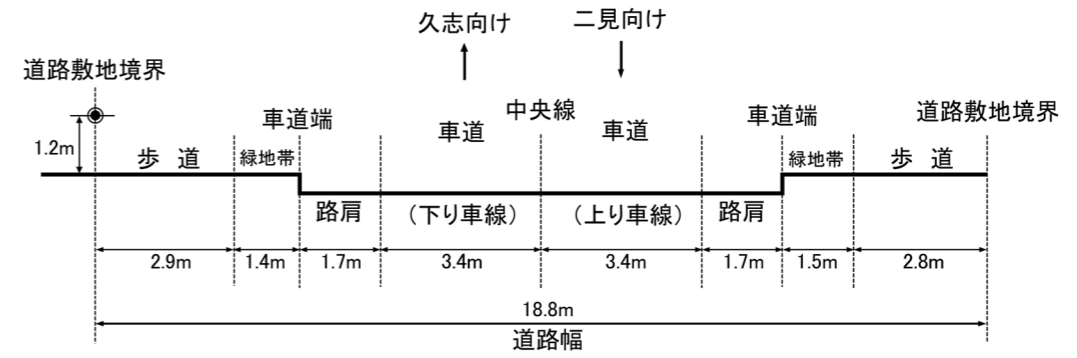 久志向け
二見向け
道路敷地境界
車道端
車道
中央線
車道
車道端
道路敷地境界
1.2m
歩 道
緑地帯
緑地帯
歩 道
路肩
(下り車線)
(上り車線)
路肩
2.9m
1.4m
1.7m
3.4m
3.4m
1.7m
1.5m
2.8m
18.8m
道路幅